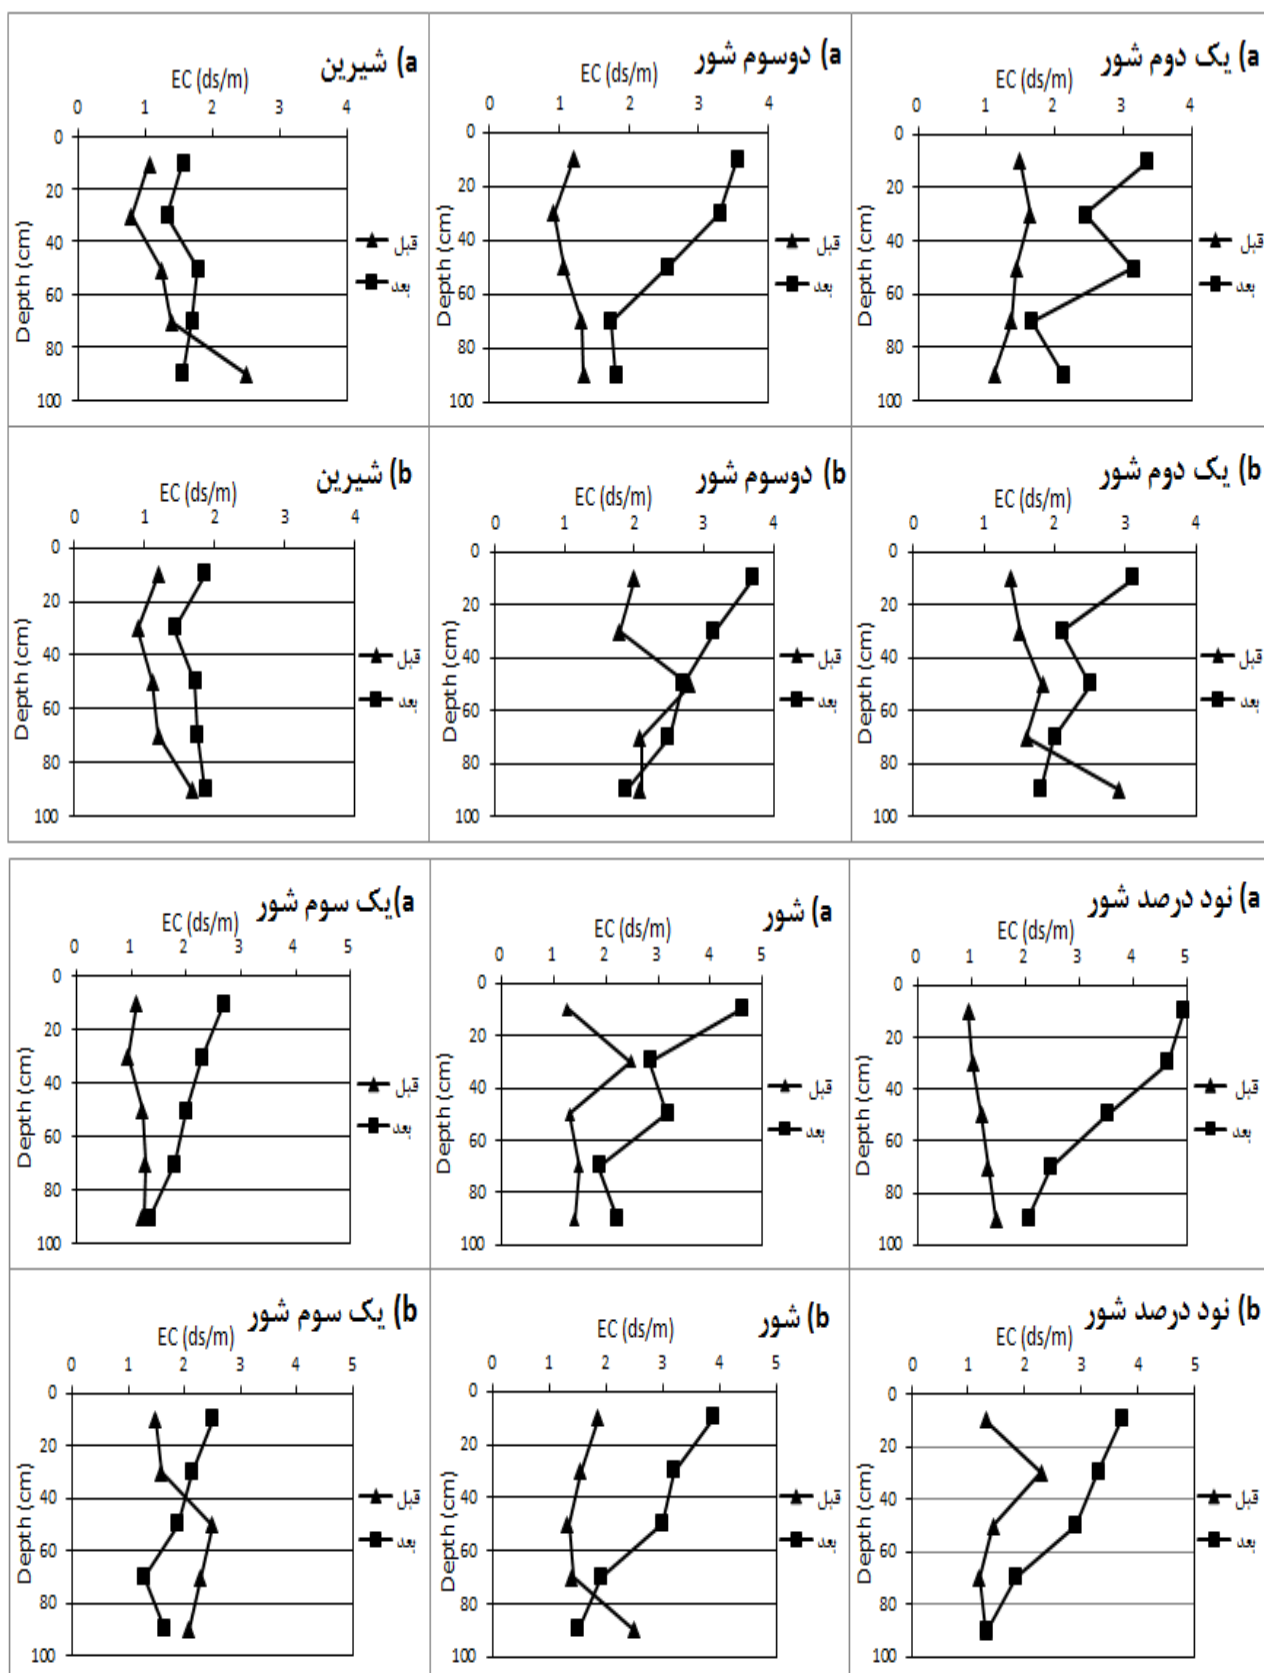 a) شیرین
EC (ds/m)
0 1 2 3 4
0
20
40
60
80
100
Depth (cm)
قبل
بعد
a) دوسوم شور
EC (ds/m)
0 1 2 3 4
0
20
40
60
80
100
Depth (cm)
قبل
بعد
a) یک دوم شور
EC (ds/m)
0 1 2 3 4
0
20
40
60
80
100
Depth (cm)
قبل
بعد
b) شیرین
EC (ds/m)
0 1 2 3 4
0
20
40
60
80
100
Depth (cm)
قبل
بعد
b) دوسوم شور
EC (ds/m)
0 1 2 3 4
0
20
40
60
80
100
Depth (cm)
قبل
بعد
b) یک دوم شور
EC (ds/m)
0 1 2 3 4
0
20
40
60
80
100
Depth (cm)
قبل
بعد
a)یک سوم شور
EC (ds/m)
0 1 2 3 4 5
0
20
40
60
80
100
Depth (cm)
قبل
بعد
a) شور
EC (ds/m)
0 1 2 3 4 5
0
20
40
60
80
100
Depth (cm)
قبل
بعد
a) نود درصد شور
EC (ds/m)
0 1 2 3 4 5
0
20
40
60
80
100
Depth (cm)
قبل
بعد
b) یک سوم شور
EC (ds/m)
0 1 2 3 4 5
0
20
40
60
80
100
Depth (cm)
قبل
بعد
b) شور
EC (ds/m)
0 1 2 3 4 5
0
20
40
60
80
100
Depth (cm)
قبل
بعد
b) نود درصد شور
EC (ds/m)
0 1 2 3 4 5
0
20
40
60
80
100
Depth (cm)
قبل
بعد